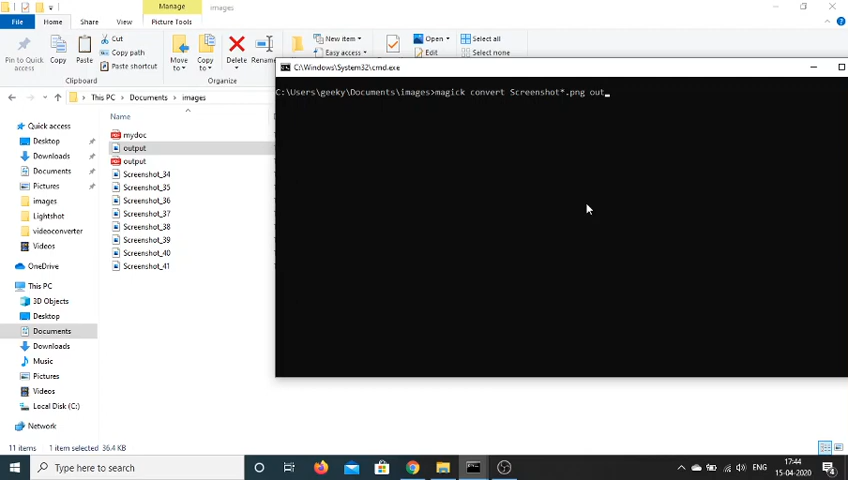 Manage
images
File
Home
Share
View
Picture Tools
Pin to Quick access
Copy
Paste
Cut
Copy path
Paste shortcut
Clipboard
Move to
Copy to
Delete
Rename
Organize
New item
Easy access
Open
Edit
Select all
Select none
C:\Windows\System32\cmd.exe
C:\Users\geeky\Documents\images>magick convert Screenshot*.png out_
This PC
Documents
images
Name
Quick access
Desktop
Downloads
Documents
Pictures
images
Lightshot
videoconverter
Videos
OneDrive
This PC
3D Objects
Desktop
Documents
Downloads
Music
Pictures
Videos
Local Disk (C:)
Network
mydoc
output
output
Screenshot_34
Screenshot_35
Screenshot_36
Screenshot_37
Screenshot_38
Screenshot_39
Screenshot_40
Screenshot_41
11 items
1 item selected 36.4 KB
Type here to search
ENG
17:44
15-04-2020
4